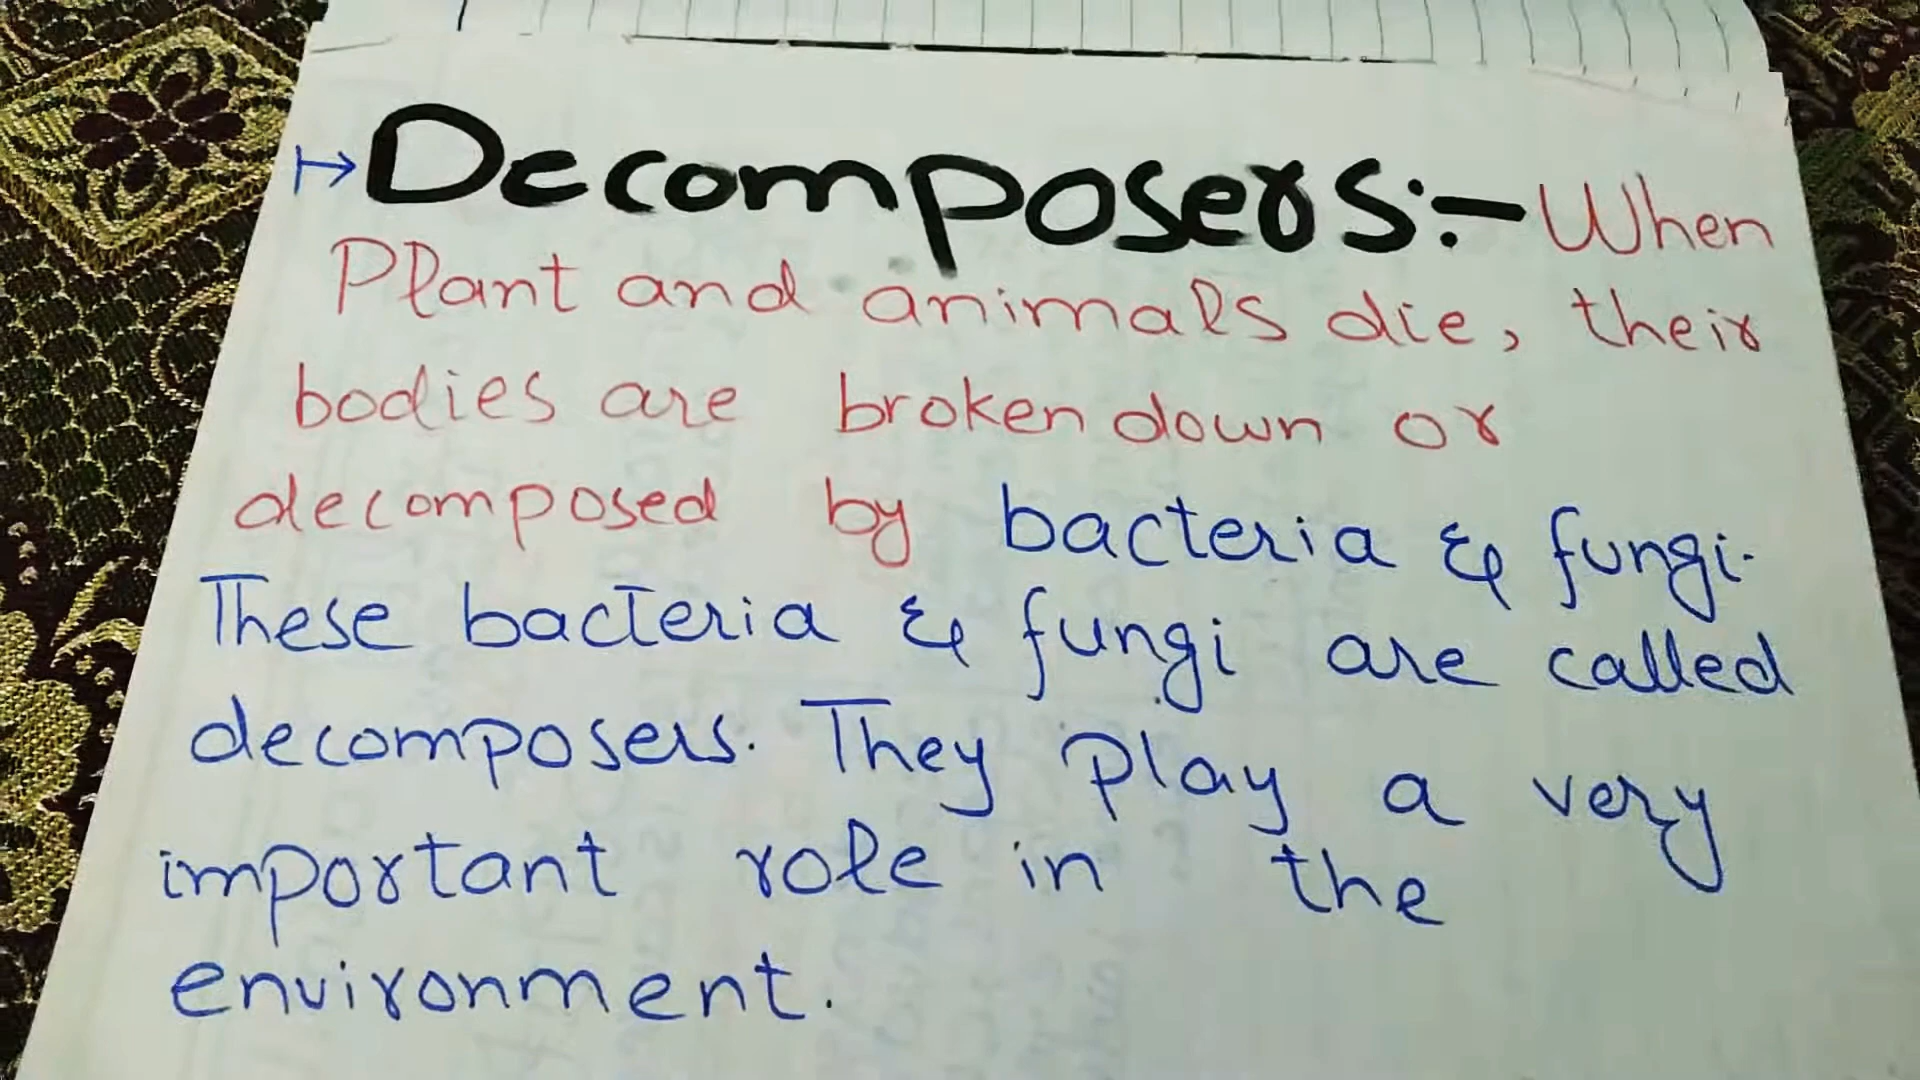 ↦Decomposers:- When
Plant and animals die, their
bodies are broken down or
decomposed by bacteria & fungi.
These bacteria & fungi are called
decomposers. They play a very
important role in the
environment.